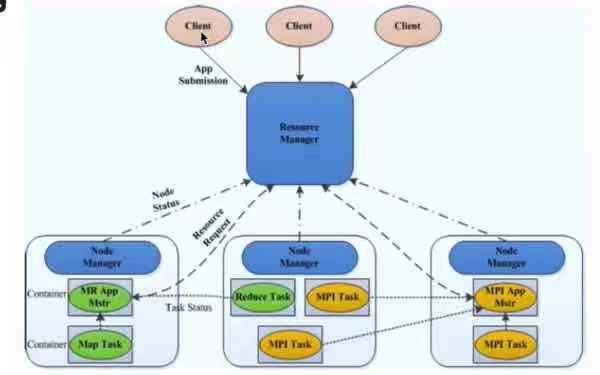 Client
Client
Client
App
Submission
Resource
Manager
Node
Status
Resource
Request
Node
Manager
Node
Manager
Node
Manager
Container
MR App
Mstr
Reduce Task
MPI Task
MPI App
Mstr
Task Status
Container
Map Task
MPI Task
MPI Task